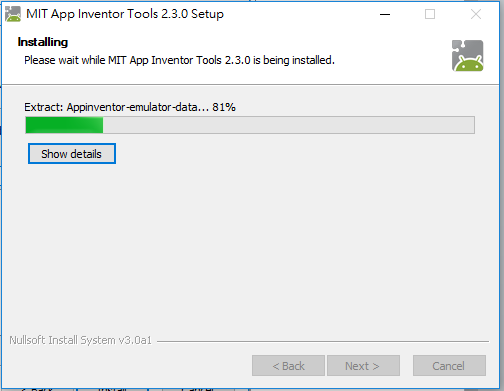 MIT App Inventor Tools 2.3.0 Setup
Installing
Please wait while MIT App Inventor Tools 2.3.0 is being installed.
Extract: Appinventor-emulator-data... 81%
Show details
Nullsoft Install System v3.0a1
< Back
Next >
Cancel